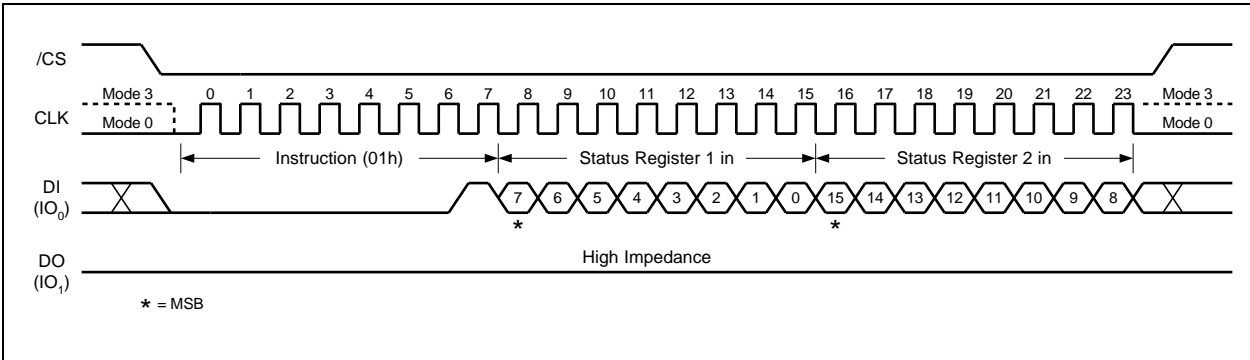 /CS
Mode 3 0 1 2 3 4 5 6 7 8 9 10 11 12 13 14 15 16 17 18 19 20 21 22 23 Mode 3
CLK
Mode 0 Mode 0
Instruction (01h) Status Register 1 in Status Register 2 in
DI
(IO0) 7 6 5 4 3 2 1 0 15 14 13 12 11 10 9 8
* *
DO High Impedance
(IO1)
* = MSB